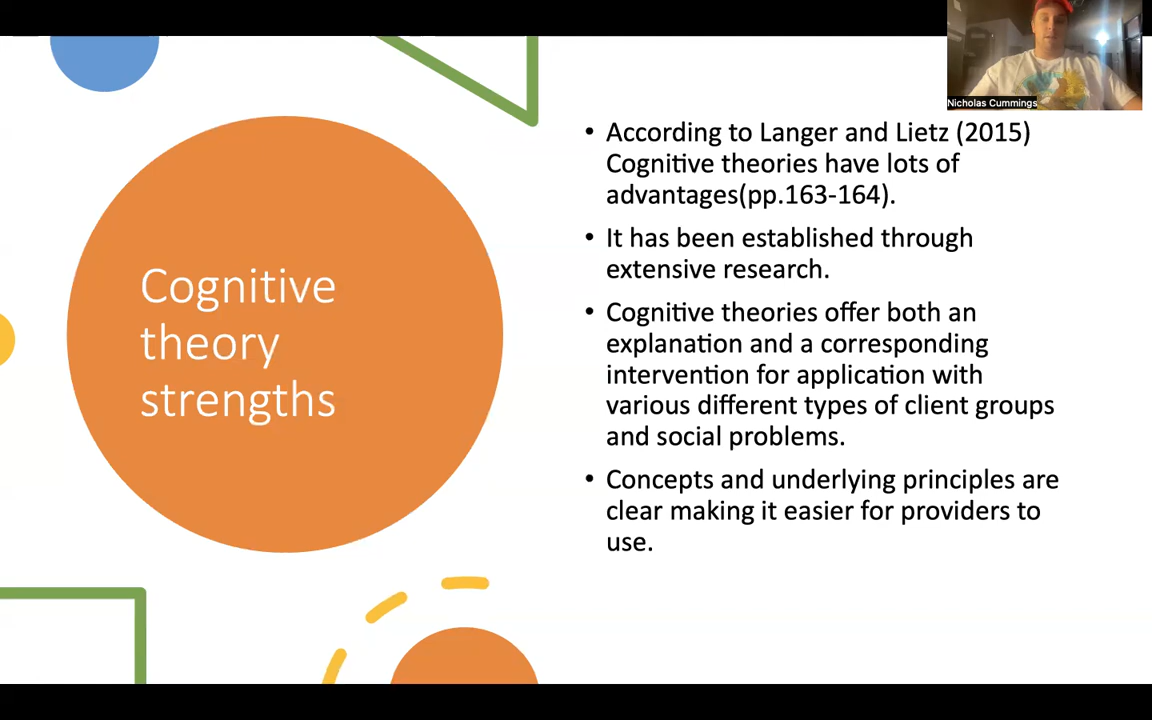 Nicholas Cummings
Cognitive
theory
strengths
• According to Langer and Lietz (2015)
Cognitive theories have lots of
advantages(pp.163-164).
• It has been established through
extensive research.
• Cognitive theories offer both an
explanation and a corresponding
intervention for application with
various different types of client groups
and social problems.
• Concepts and underlying principles are
clear making it easier for providers to
use.